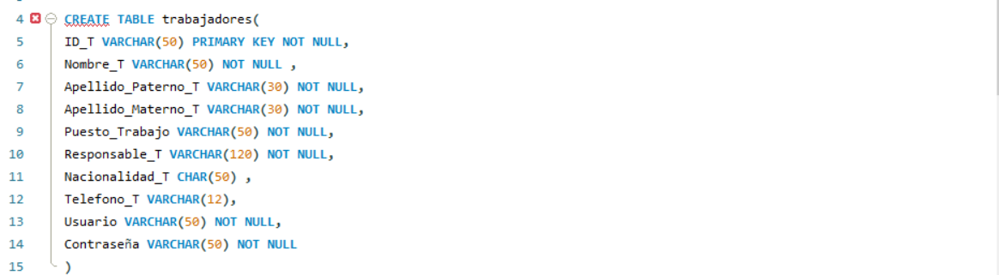 4 CREATE TABLE trabajadores(
5 ID_T VARCHAR(50) PRIMARY KEY NOT NULL,
6 Nombre_T VARCHAR(50) NOT NULL ,
7 Apellido_Paterno_T VARCHAR(30) NOT NULL,
8 Apellido_Materno_T VARCHAR(30) NOT NULL,
9 Puesto_Trabajo VARCHAR(50) NOT NULL,
10 Responsable_T VARCHAR(120) NOT NULL,
11 Nacionalidad_T CHAR(50) ,
12 Telefono_T VARCHAR(12),
13 Usuario VARCHAR(50) NOT NULL,
14 Contraseña VARCHAR(50) NOT NULL
15 )